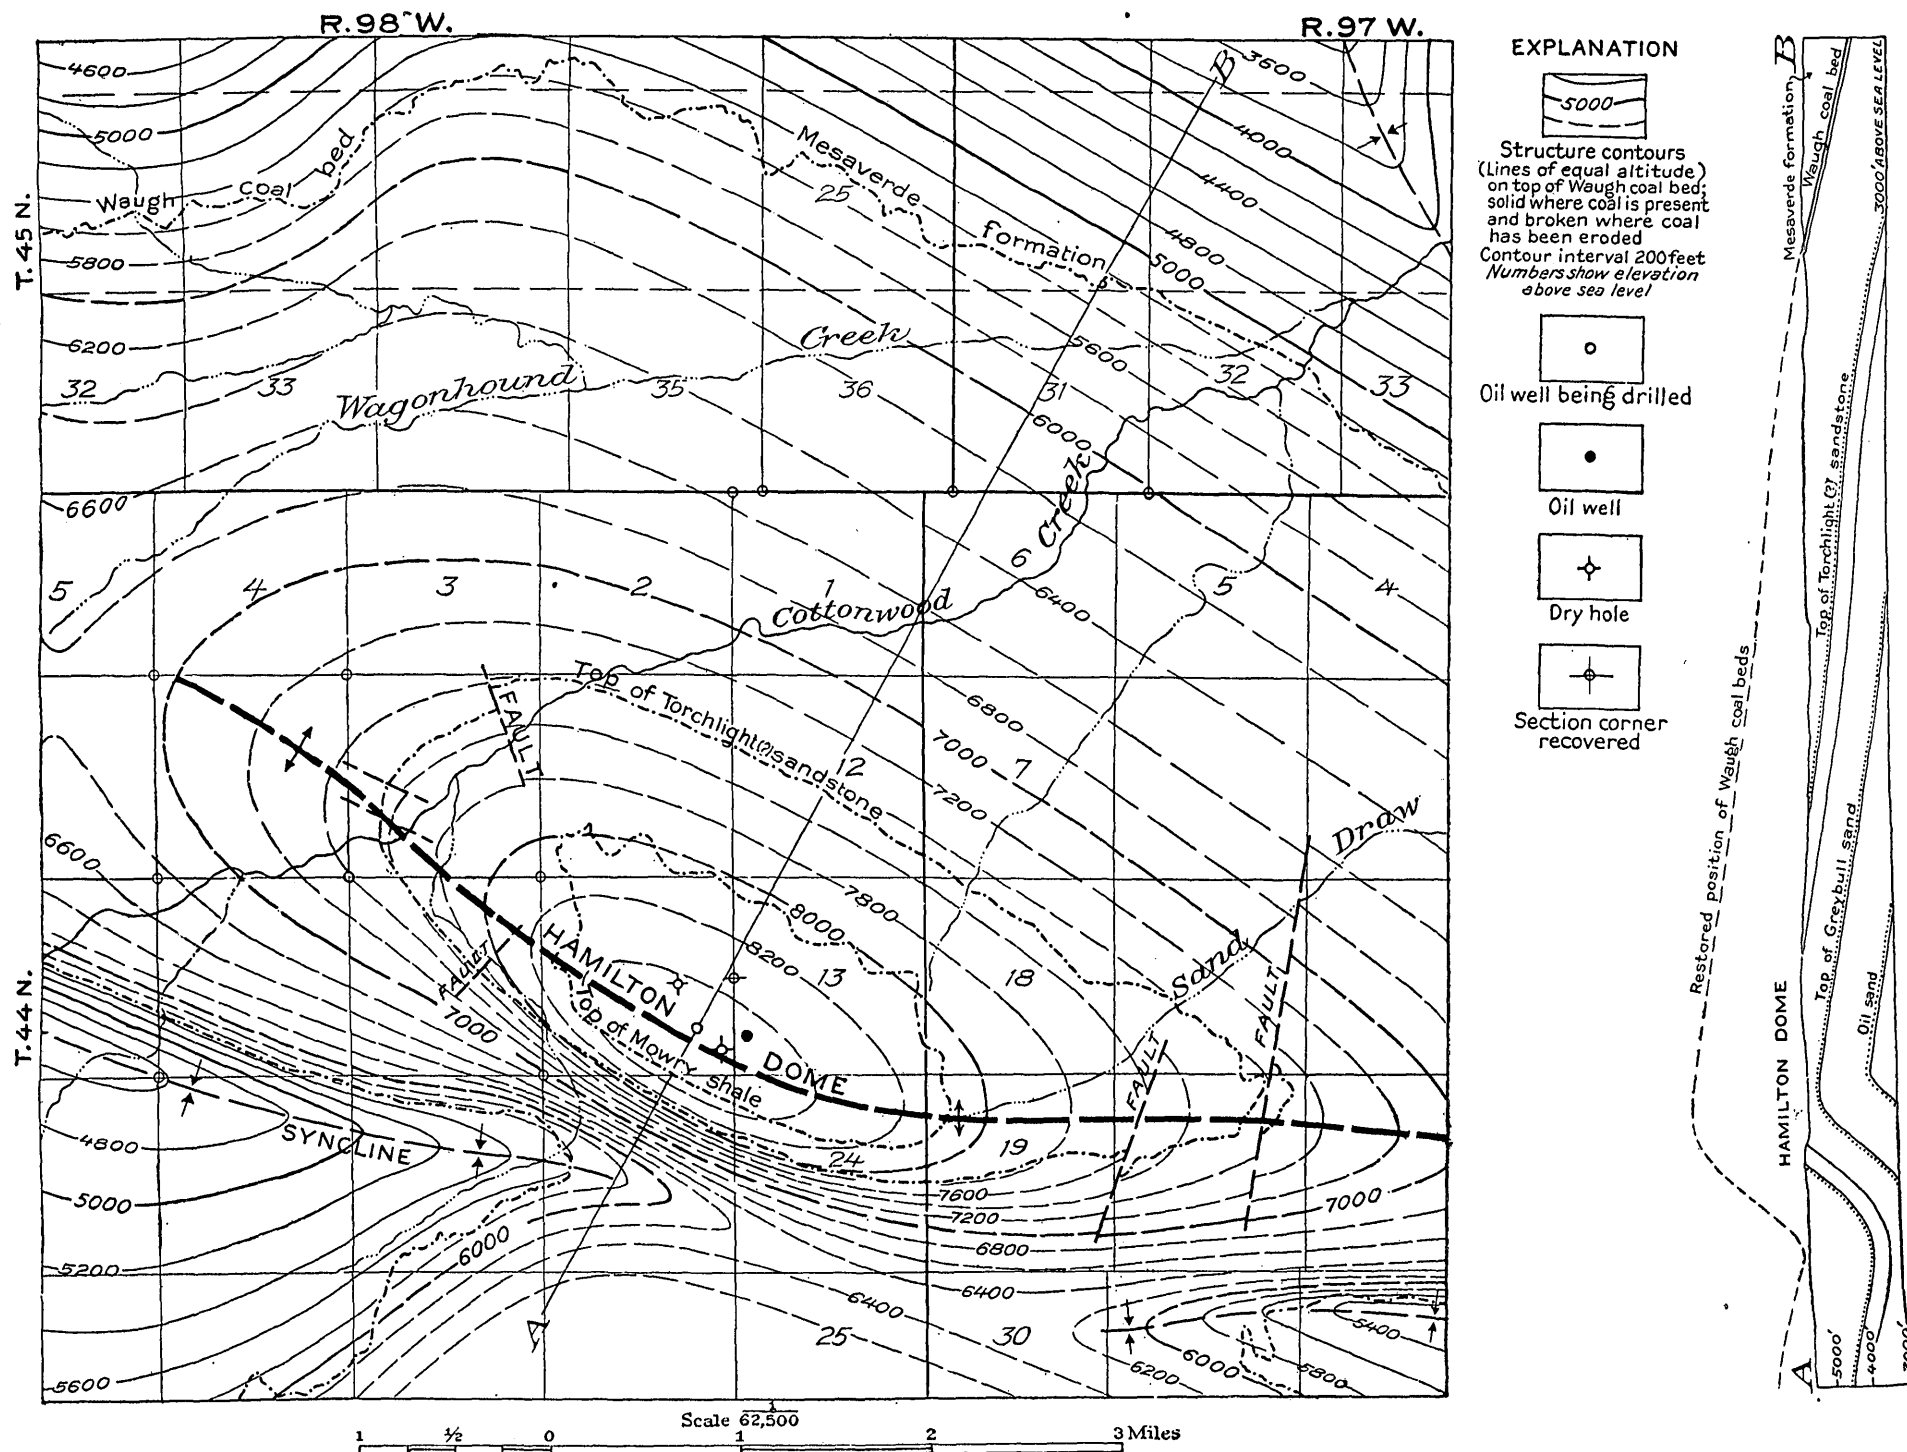 R.98 W.
R.97 W.
T. 45 N.
T. 44 N.
4600
5000
Waugh coal bed
5800
6200
32
33
Wagonhound
Creek
35
36
31
32
33
25
Mesaverde
formation
3600
B
4000
4400
4800
5000
5600
6000
6600
5
4
3
2
1
6
5
4
Cottonwood
Creek
6400
6800
7000
7
7200
12
FAULT
Top of Torchlight(?) sandstone
6600
7800
8000
8200
13
18
HAMILTON
DOME
Top of Mowry shale
FAULT
7000
Sand
Draw
FAULT
FAULT
4800
SYNCLINE
5000
5200
5600
6000
24
19
7600
7200
6800
7000
6400
6400
A
25
30
5400
6200
6000
5800
Scale 1/62,500
1
½
0
1
2
3 Miles
EXPLANATION
5000
Structure contours
(Lines of equal altitude)
on top of Waugh coal bed;
solid where coal is present
and broken where coal
has been eroded
Contour interval 200 feet
Numbers show elevation
above sea level
Oil well being drilled
Oil well
Dry hole
Section corner
recovered
B
Mesaverde formation
Waugh coal bed
3000' ABOVE SEA LEVEL
Top of Torchlight(?) sandstone
Restored position of Waugh coal beds
Top of Greybull sand
Oil sand
HAMILTON DOME
A
5000'
4000'
3000'